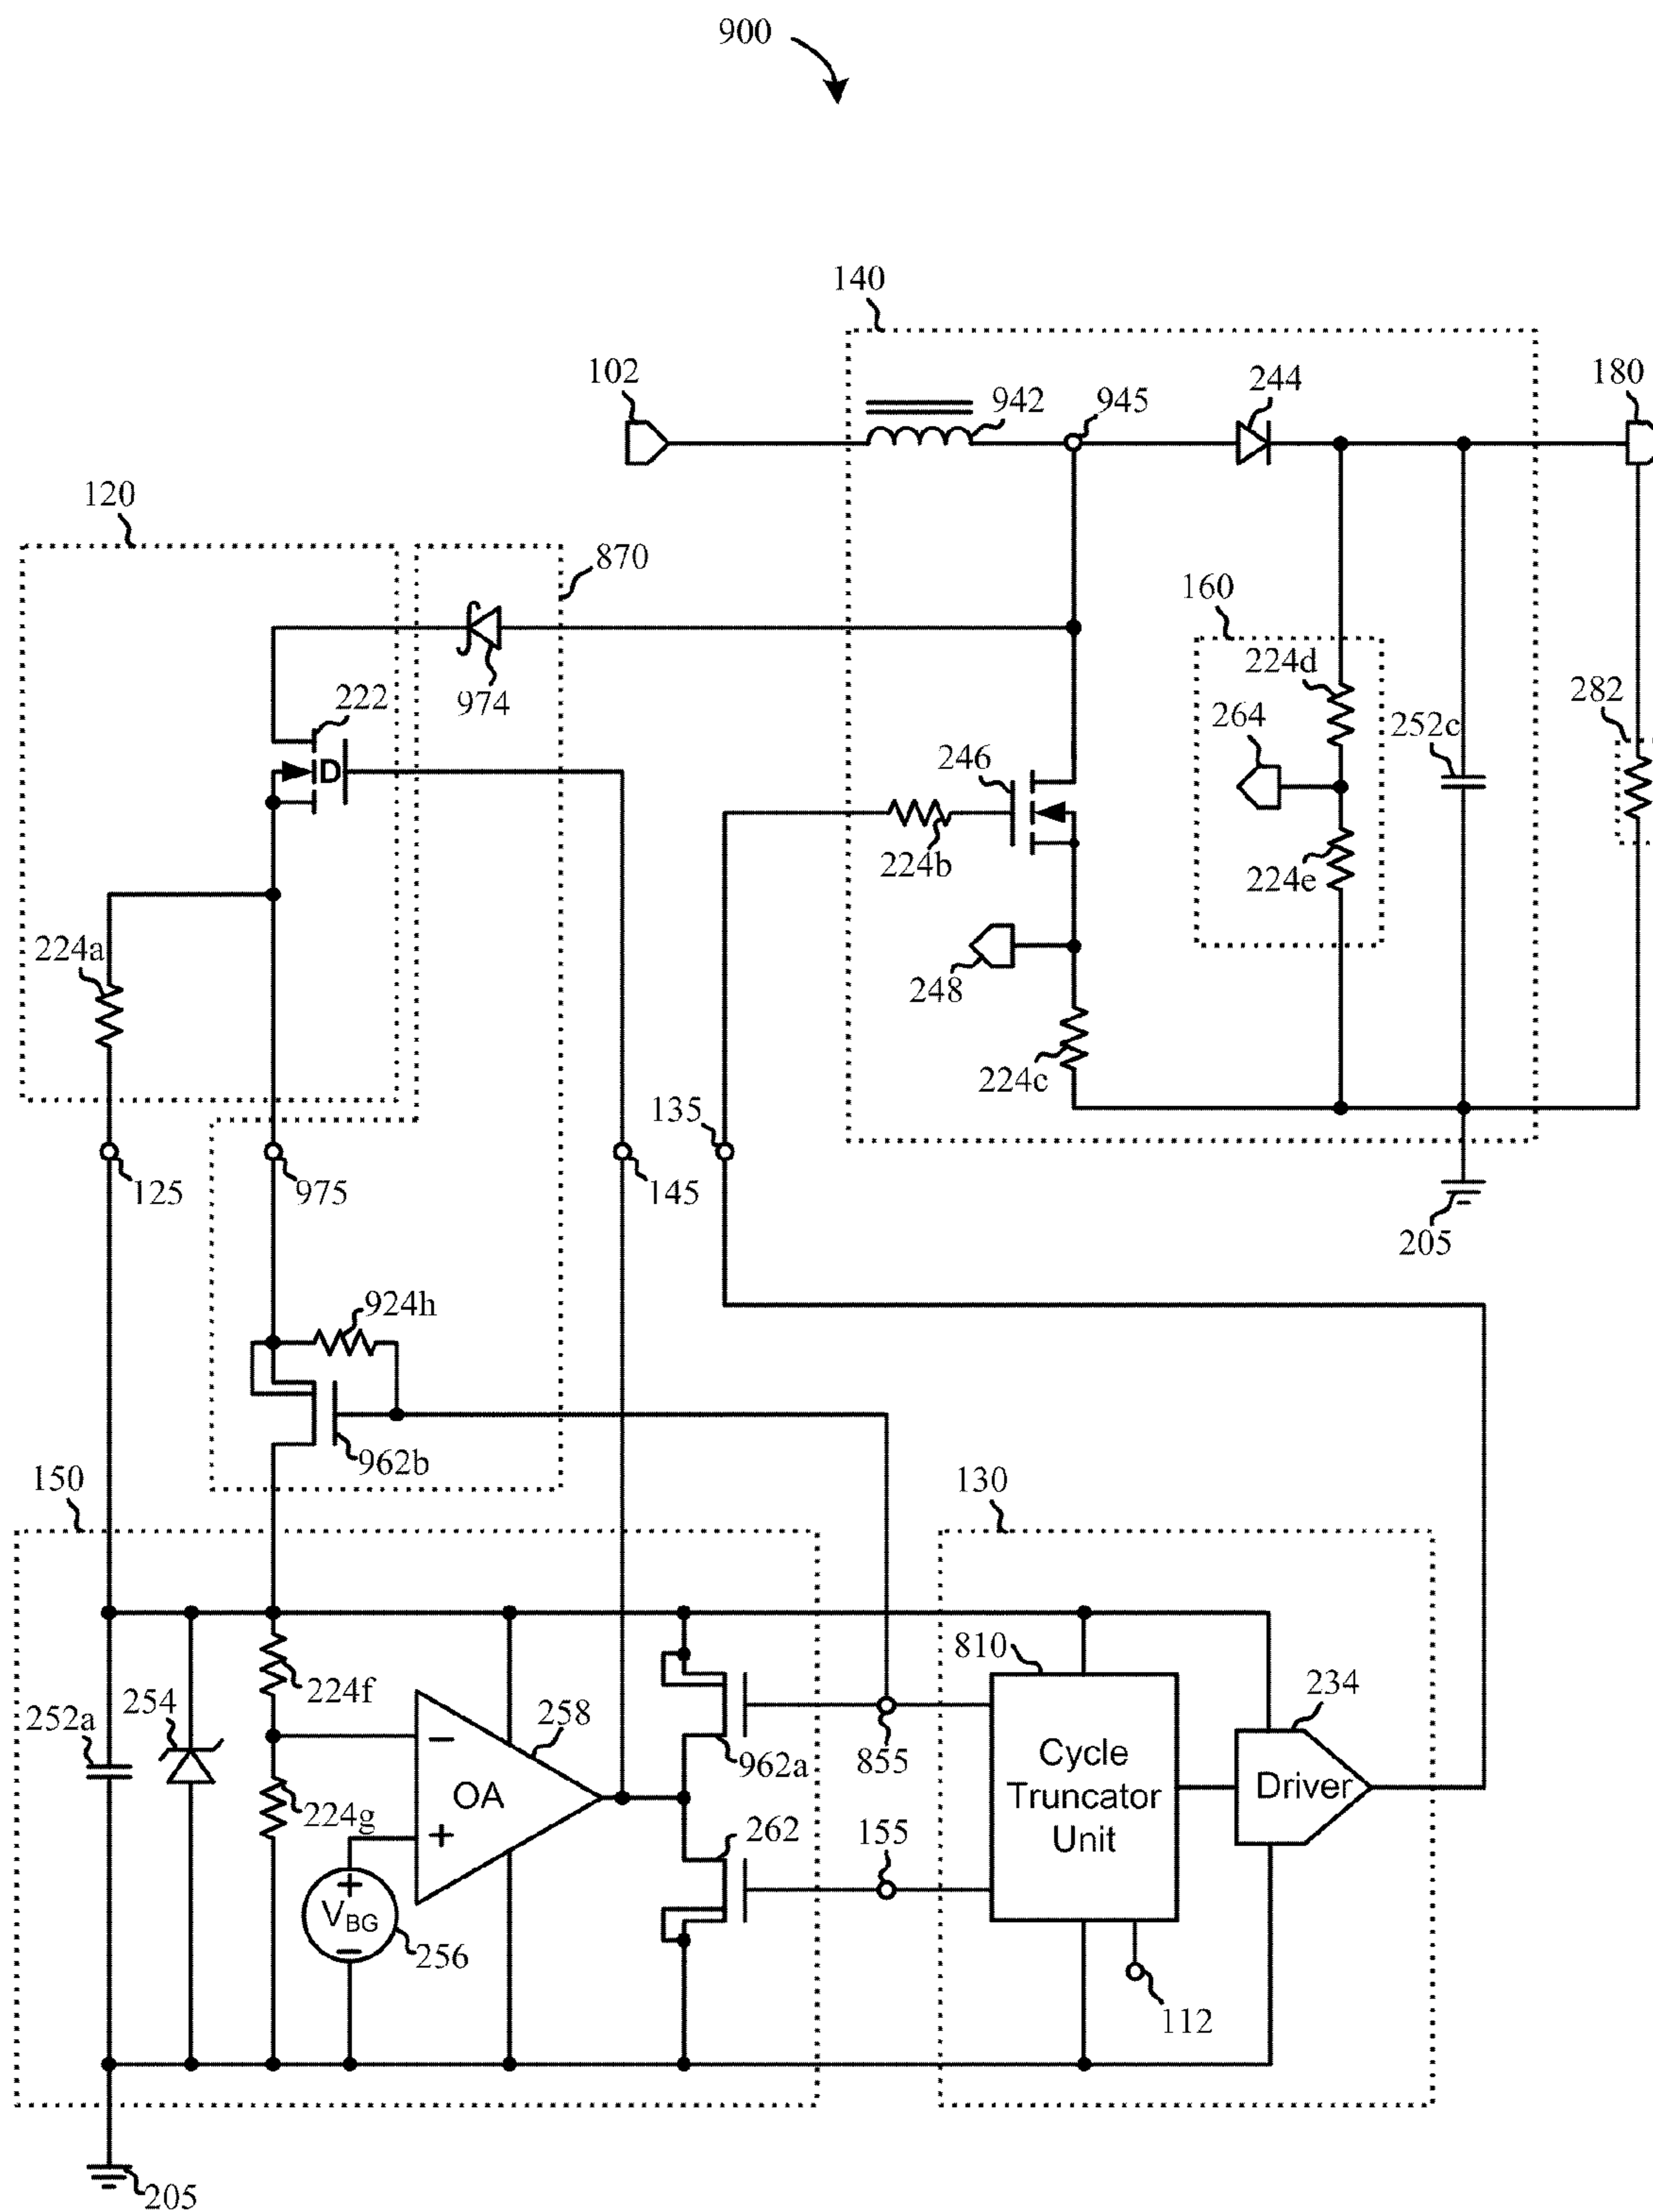 900
140
102
942
945
244
180
120
870
160
974
224d
222
264
282
D
246
252c
224b
224e
224a
248
224c
135
125
975
145
205
924h
962b
150
130
810
224f
254
258
234
252a
−
962a
855
Cycle
Truncator
Unit
Driver
OA
224g
+
262
155
+
VBG
−
256
112
205